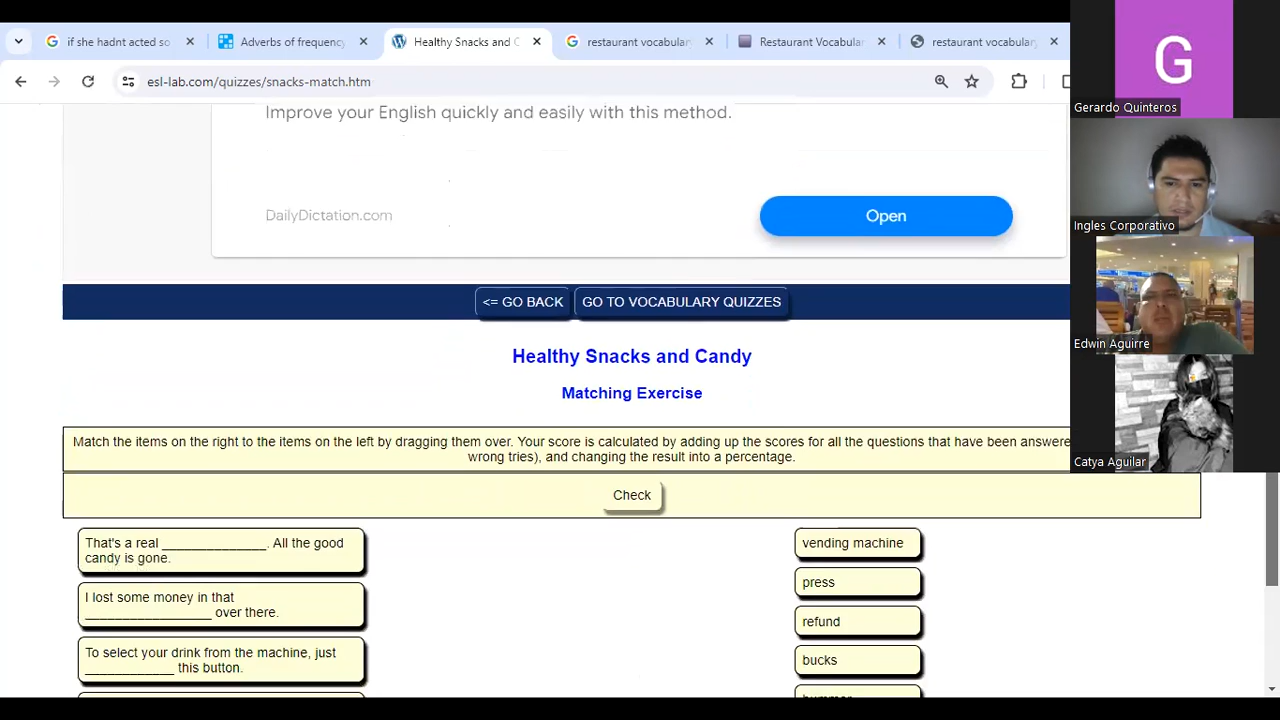 if she hadnt acted so
Adverbs of frequency
Healthy Snacks and C
restaurant vocabulary
Restaurant Vocabular
restaurant vocabulary
esl-lab.com/quizzes/snacks-match.htm
Improve your English quickly and easily with this method.
DailyDictation.com
Open
<= GO BACK
GO TO VOCABULARY QUIZZES
Healthy Snacks and Candy
Matching Exercise
Match the items on the right to the items on the left by dragging them over. Your score is calculated by adding up the scores for all the questions that have been answere
wrong tries), and changing the result into a percentage.
Check
That's a real ______________. All the good
candy is gone.
I lost some money in that
_________________ over there.
To select your drink from the machine, just
____________ this button.
vending machine
press
refund
bucks
bummer
G
Gerardo Quinteros
Ingles Corporativo
Edwin Aguirre
Catya Aguilar